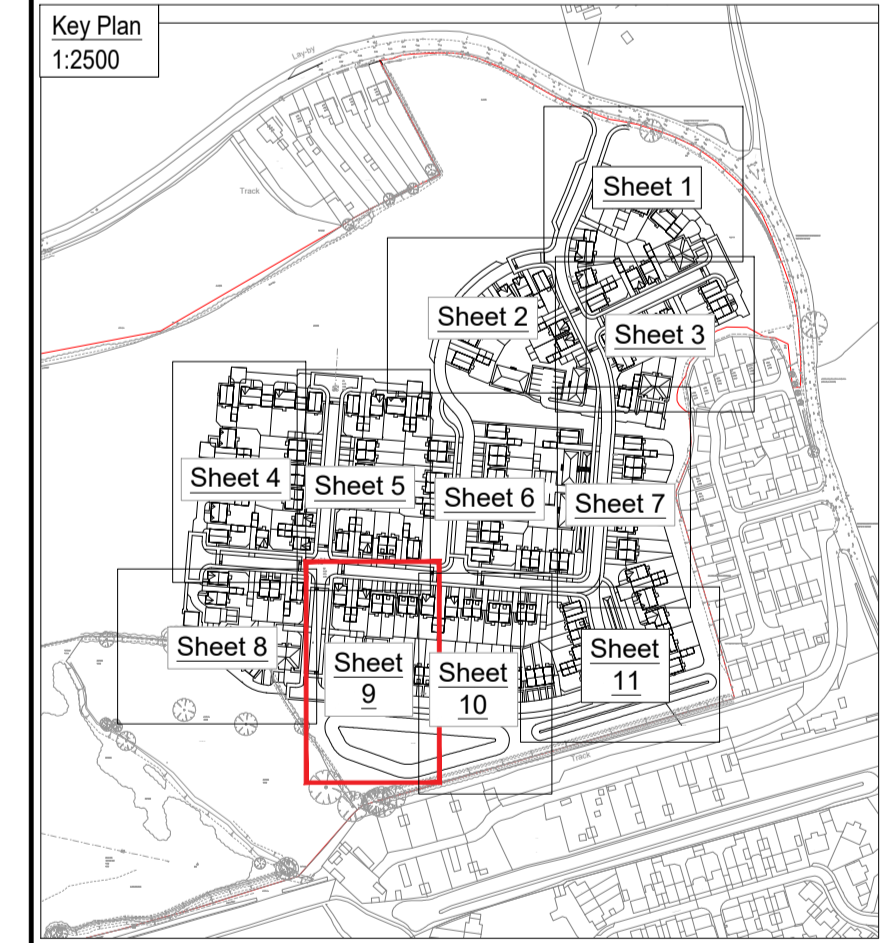 Key Plan
1:2500
Lay-by
Track
Sheet 1
Sheet 2
Sheet 3
Sheet 4
Sheet 5
Sheet 6
Sheet 7
Sheet 8
Sheet
9
Sheet
10
Sheet
11
Track